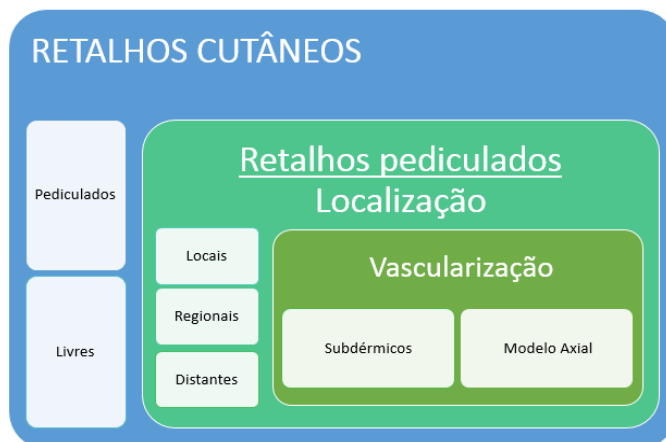 RETALHOS CUTÂNEOS
Pediculados
Livres
Retalhos pediculados
Localização
Locais
Regionais
Distantes
Vascularização
Subdérmicos
Modelo Axial